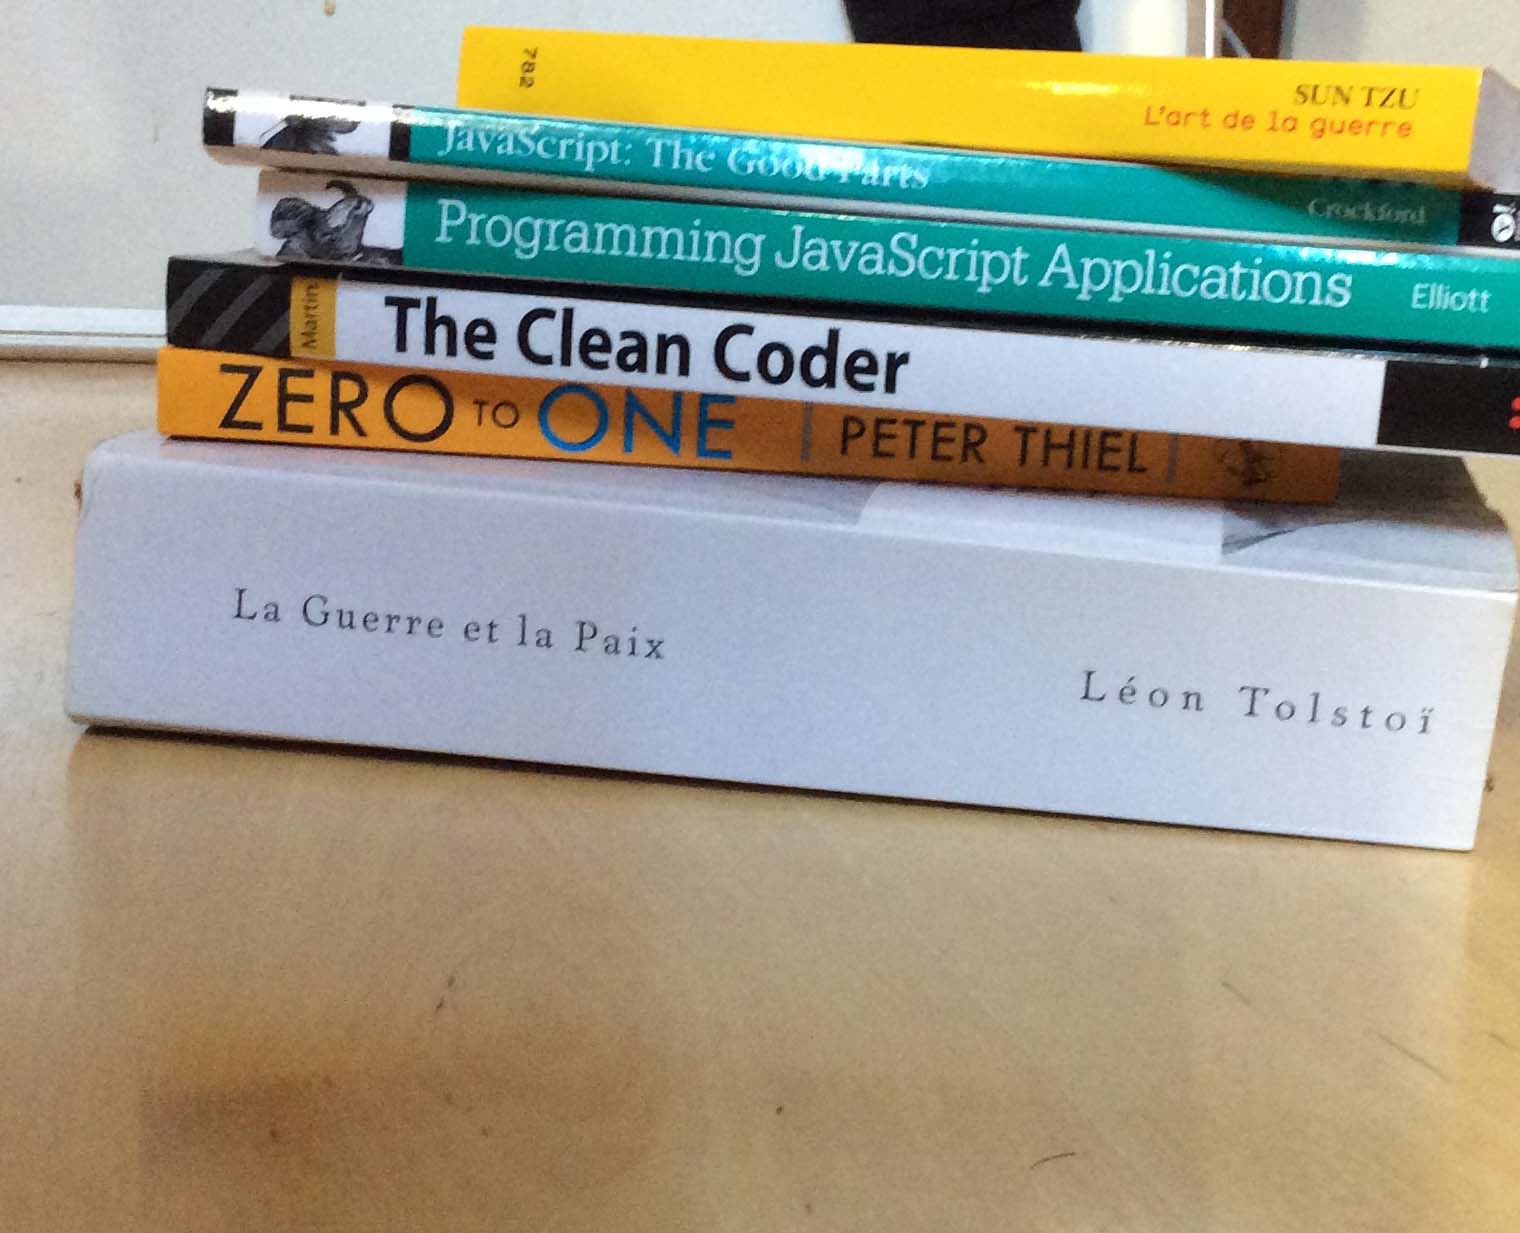 782
SUN TZU
L'art de la guerre
JavaScript: The Good Parts
Crockford
Programming JavaScript Applications
Elliott
Martin
The Clean Coder
ZERO TO ONE | PETER THIEL |
La Guerre et la Paix
Léon Tolstoï